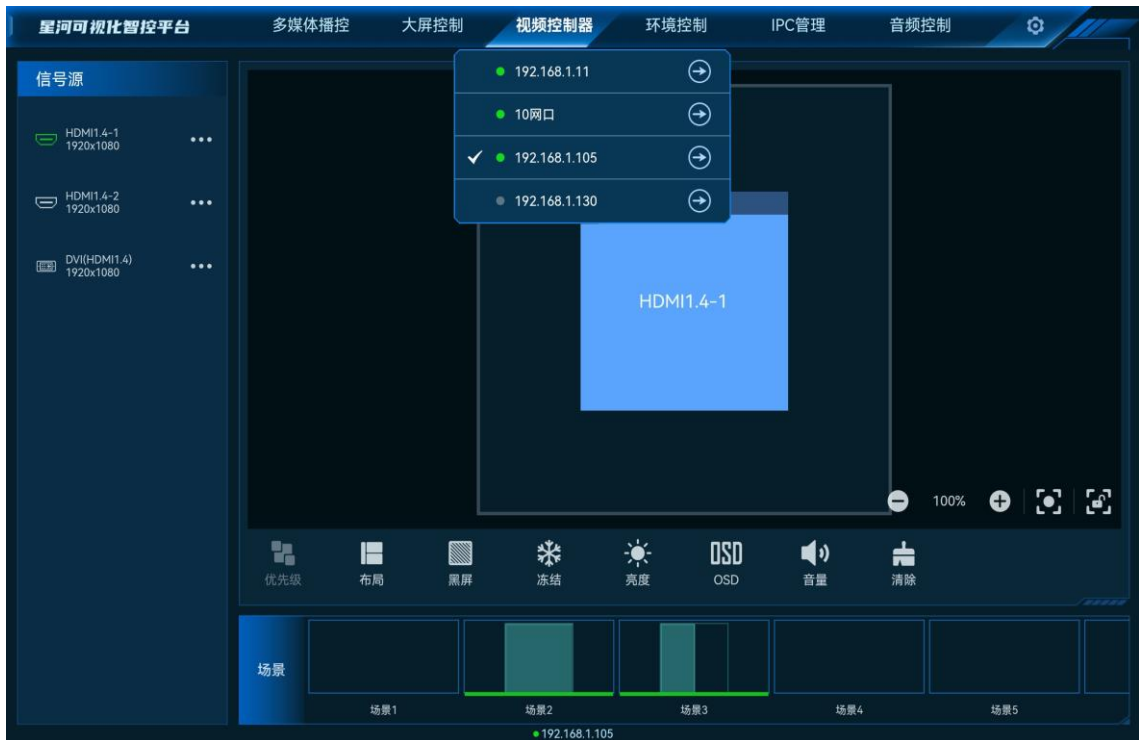 星河可视化智控平台
多媒体播控
大屏控制
视频控制器
环境控制
IPC管理
音频控制
信号源
HDMI1.4-1
1920x1080
HDMI1.4-2
1920x1080
DVI(HDMI1.4)
1920x1080
192.168.1.11
10网口
192.168.1.105
192.168.1.130
HDMI1.4-1
100%
优先级
布局
黑屏
冻结
亮度
OSD
OSD
音量
清除
场景
场景1
场景2
场景3
场景4
场景5
192.168.1.105